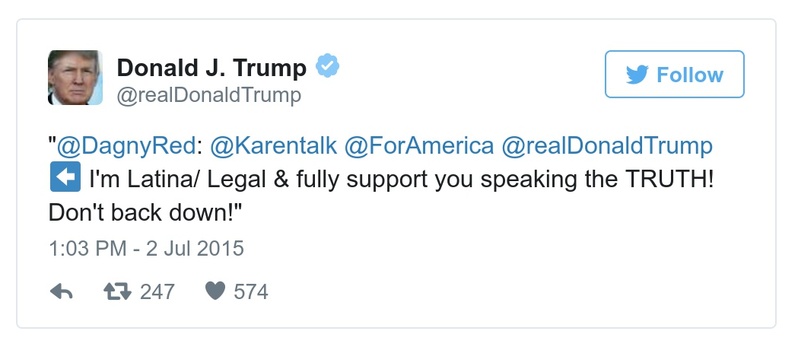 Donald J. Trump
@realDonaldTrump
Follow
"@DagnyRed: @Karentalk @ForAmerica @realDonaldTrump
⬅ I'm Latina/ Legal & fully support you speaking the TRUTH!
Don't back down!"
1:03 PM - 2 Jul 2015
247 574